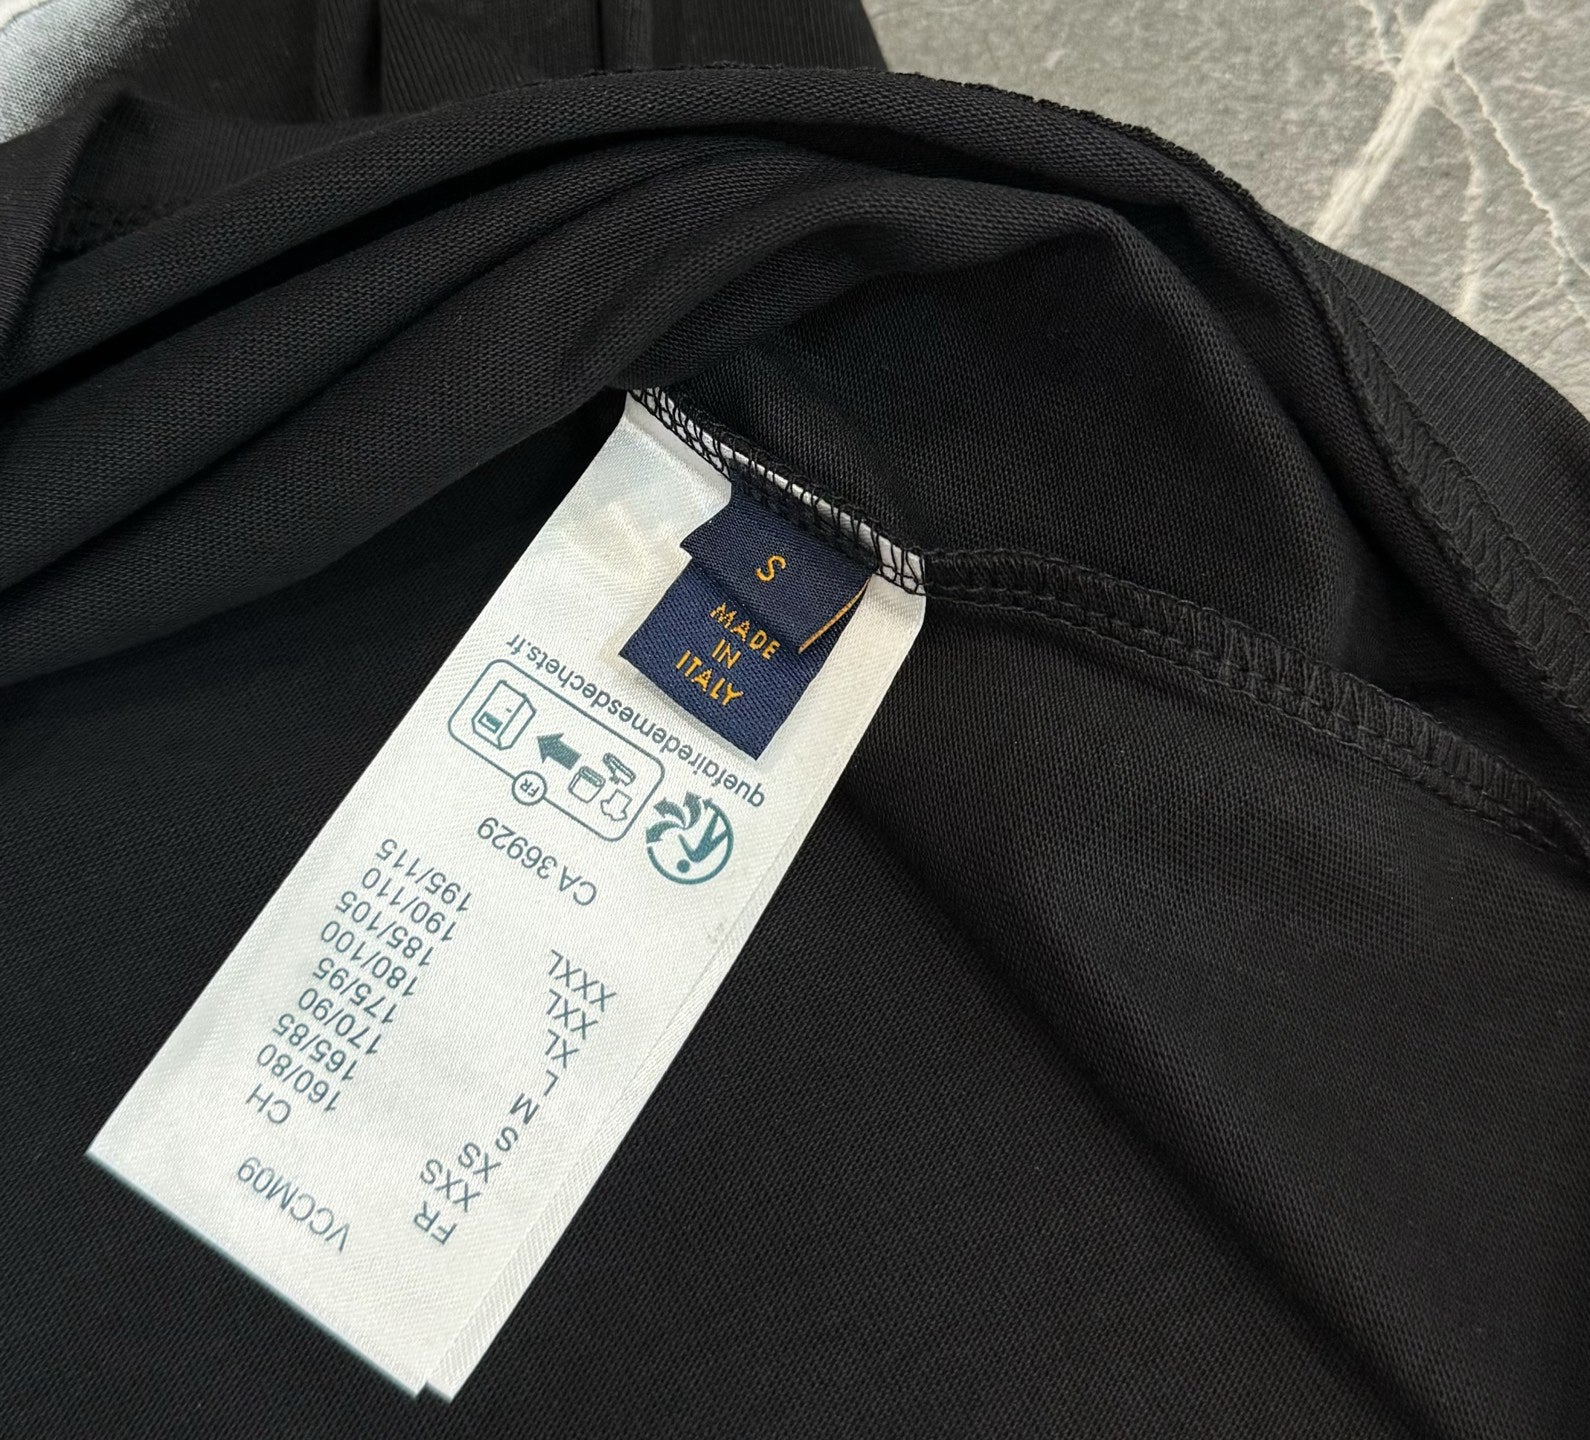 S
MADE
IN
ITALY
VCCM09
FR CH
XXS 160/80
XS 165/85
S 170/90
M 175/95
L 180/100
XL 185/105
XXL 190/110
XXXL 195/115
CA 36929
FR
quefairedemesdechets.fr